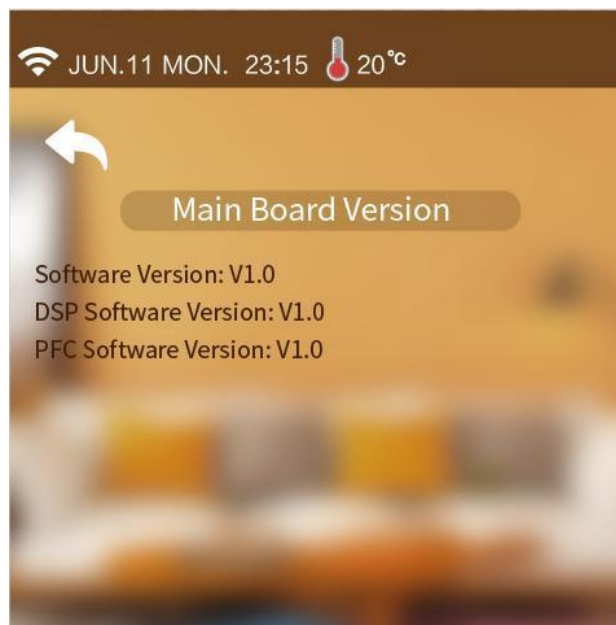 JUN.11 MON. 23:15 20°C
Main Board Version
Software Version: V1.0
DSP Software Version: V1.0
PFC Software Version: V1.0